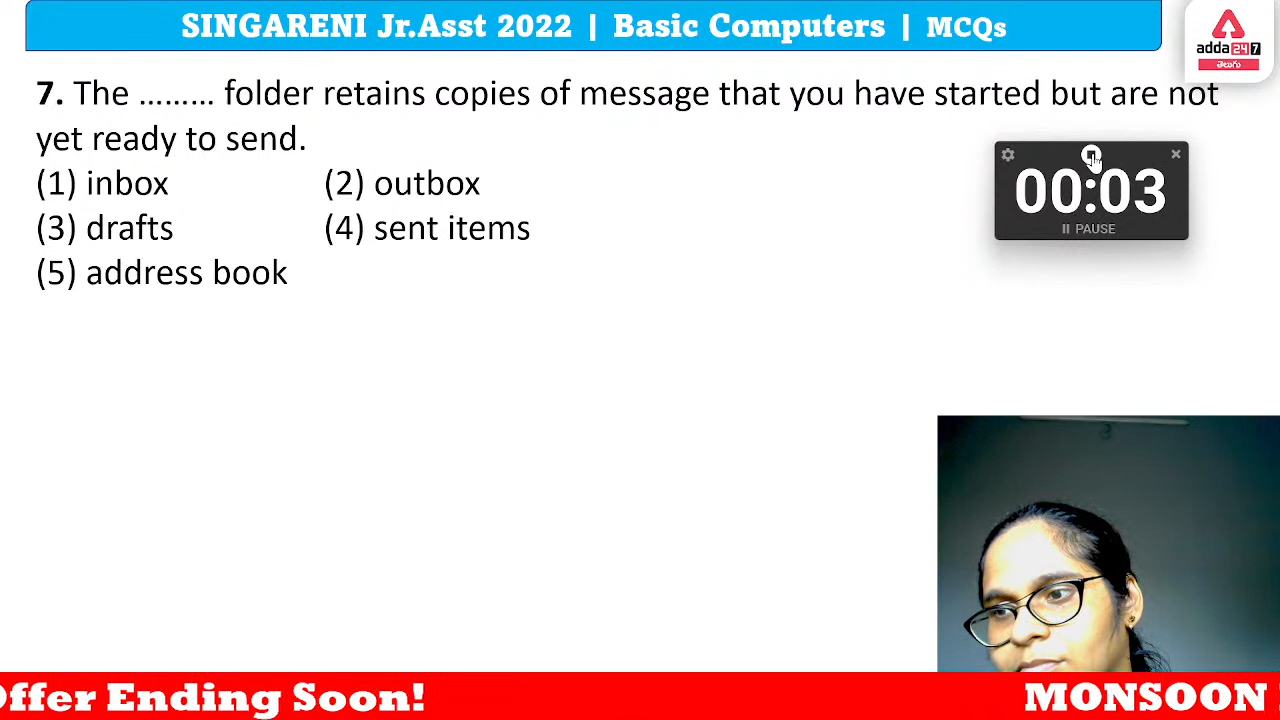 SINGARENI Jr.Asst 2022 | Basic Computers | MCQs
adda 247
తెలుగు
7. The ......... folder retains copies of message that you have started but are not
yet ready to send.
(1) inbox (2) outbox
(3) drafts (4) sent items
(5) address book
00:03
PAUSE
Offer Ending Soon! MONSOON